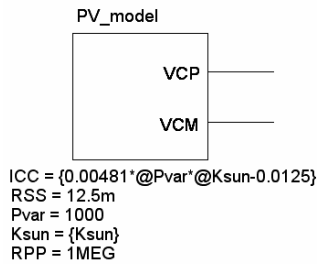 PV_model
VCP
VCM
ICC = {0.00481*@Pvar*@Ksun-0.0125}
RSS = 12.5m
Pvar = 1000
Ksun = {Ksun}
RPP = 1MEG